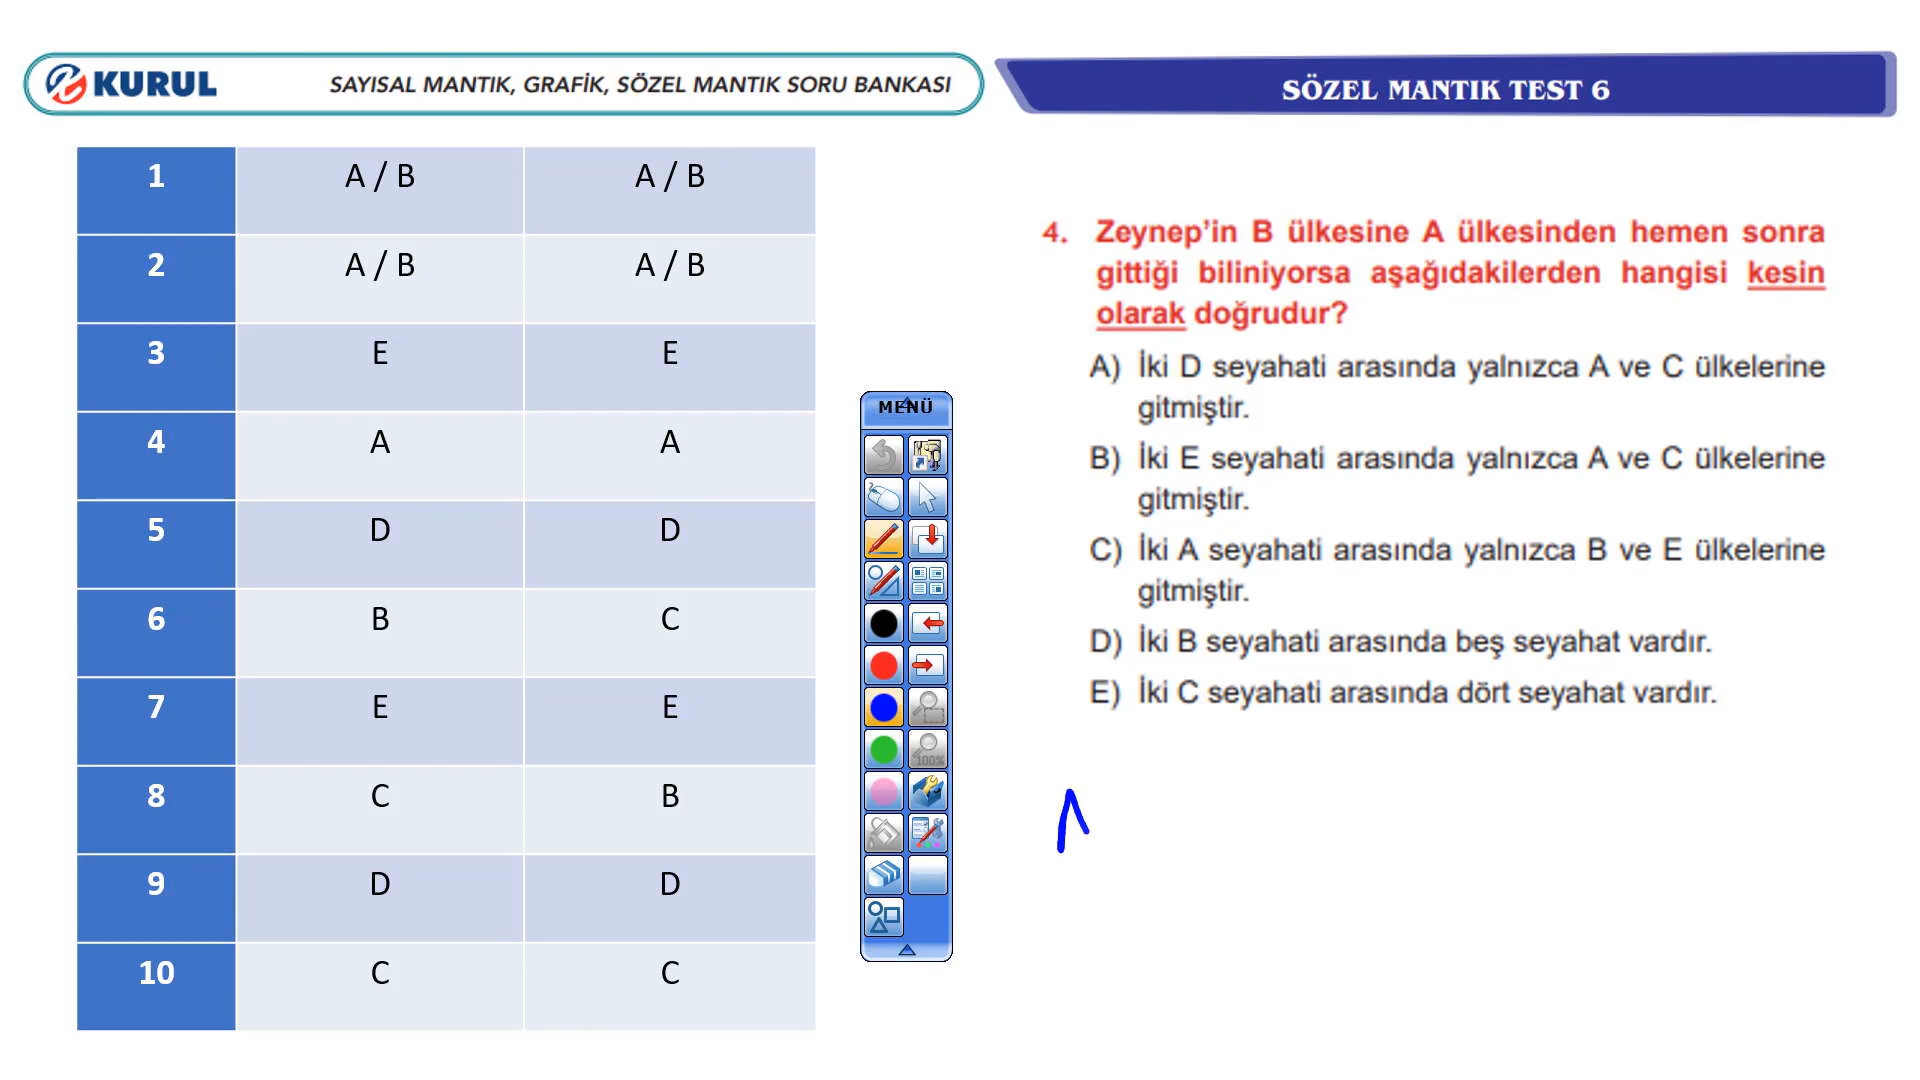 KURUL
SAYISAL MANTIK, GRAFİK, SÖZEL MANTIK SORU BANKASI
SÖZEL MANTIK TEST 6
1 A / B A / B
2 A / B A / B
3 E E
4 A A
5 D D
6 B C
7 E E
8 C B
9 D D
10 C C
MENÜ
100%
4. Zeynep'in B ülkesine A ülkesinden hemen sonra
gittiği biliniyorsa aşağıdakilerden hangisi kesin
olarak doğrudur?
A) İki D seyahati arasında yalnızca A ve C ülkelerine
gitmiştir.
B) İki E seyahati arasında yalnızca A ve C ülkelerine
gitmiştir.
C) İki A seyahati arasında yalnızca B ve E ülkelerine
gitmiştir.
D) İki B seyahati arasında beş seyahat vardır.
E) İki C seyahati arasında dört seyahat vardır.